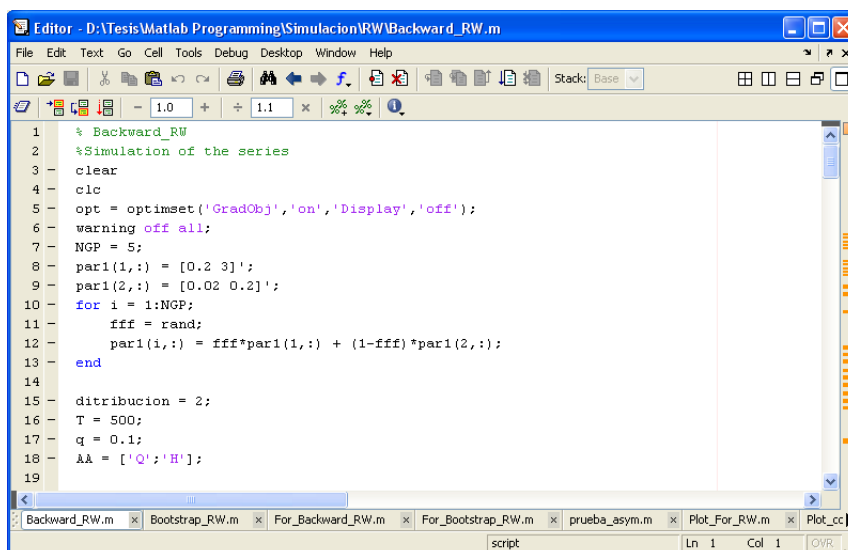 Editor - D:\Tesis\Matlab Programming\Simulacion\RW\Backward_RW.m
File Edit Text Go Cell Tools Debug Desktop Window Help
Stack: Base
1.0 1.1
1 % Backward_RW
2 %Simulation of the series
3 - clear
4 - clc
5 - opt = optimset('GradObj','on','Display','off');
6 - warning off all;
7 - NGP = 5;
8 - par1(1,:) = [0.2 3]';
9 - par1(2,:) = [0.02 0.2]';
10 - for i = 1:NGP;
11 - fff = rand;
12 - par1(i,:) = fff*par1(1,:) + (1-fff)*par1(2,:);
13 - end
14
15 - ditribucion = 2;
16 - T = 500;
17 - q = 0.1;
18 - AA = ['Q';'H'];
19
Backward_RW.m Bootstrap_RW.m For_Backward_RW.m For_Bootstrap_RW.m prueba_asym.m Plot_For_RW.m Plot_cc
script Ln 1 Col 1 OVR